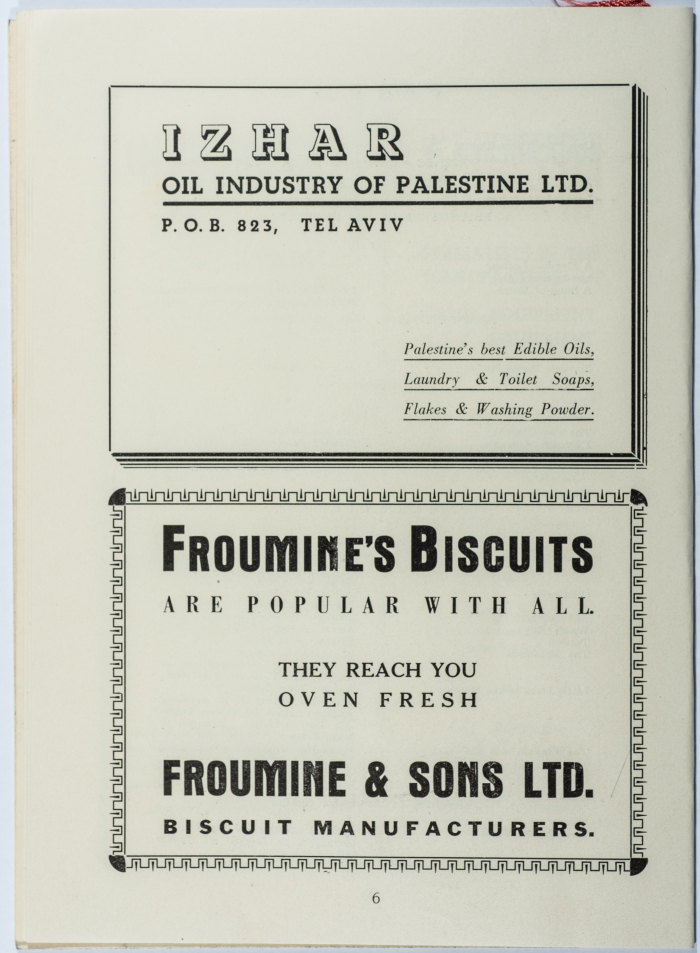 IZHAR
OIL INDUSTRY OF PALESTINE LTD.
P. O. B. 823, TEL AVIV
Palestine's best Edible Oils,
Laundry & Toilet Soaps,
Flakes & Washing Powder.
FROUMINE'S BISCUITS
ARE POPULAR WITH ALL.
THEY REACH YOU
OVEN FRESH
FROUMINE & SONS LTD.
BISCUIT MANUFACTURERS.
6